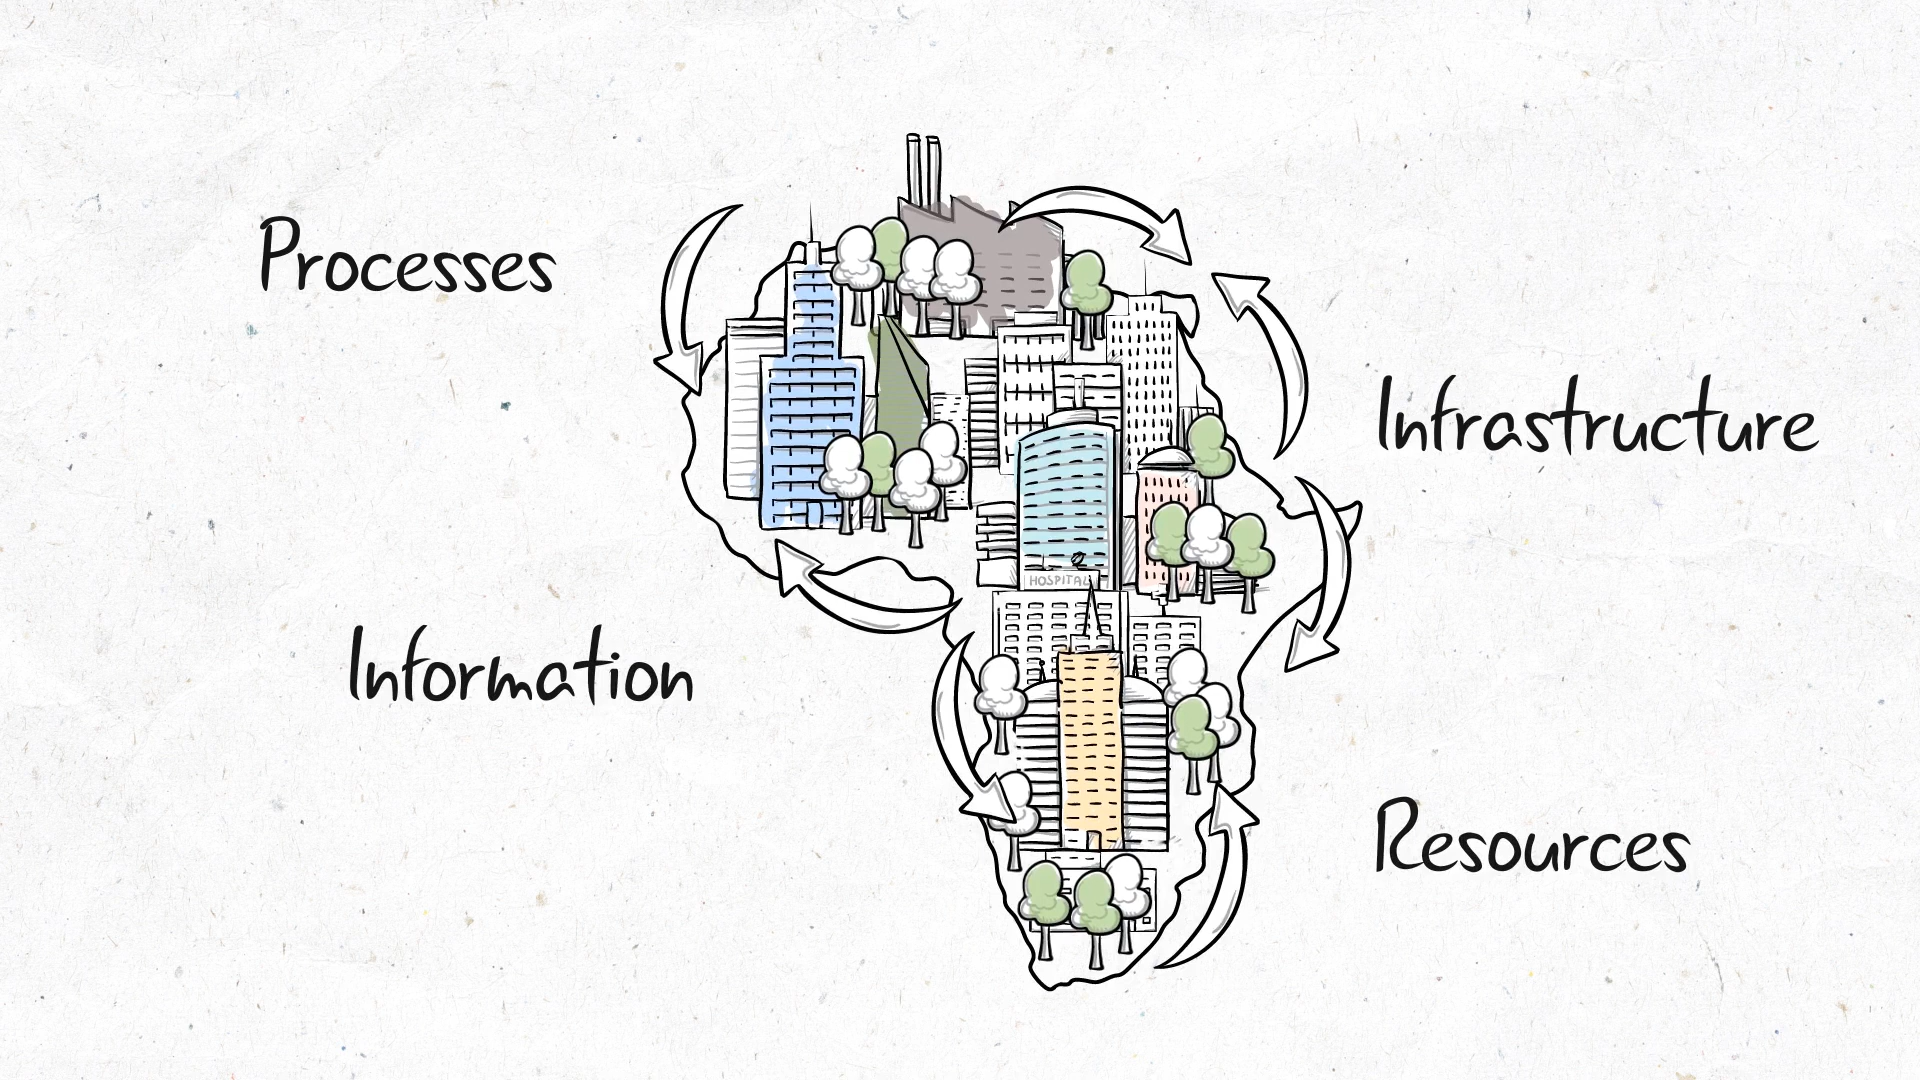 Processes
Infrastructure
HOSPITAL
Information
Resources